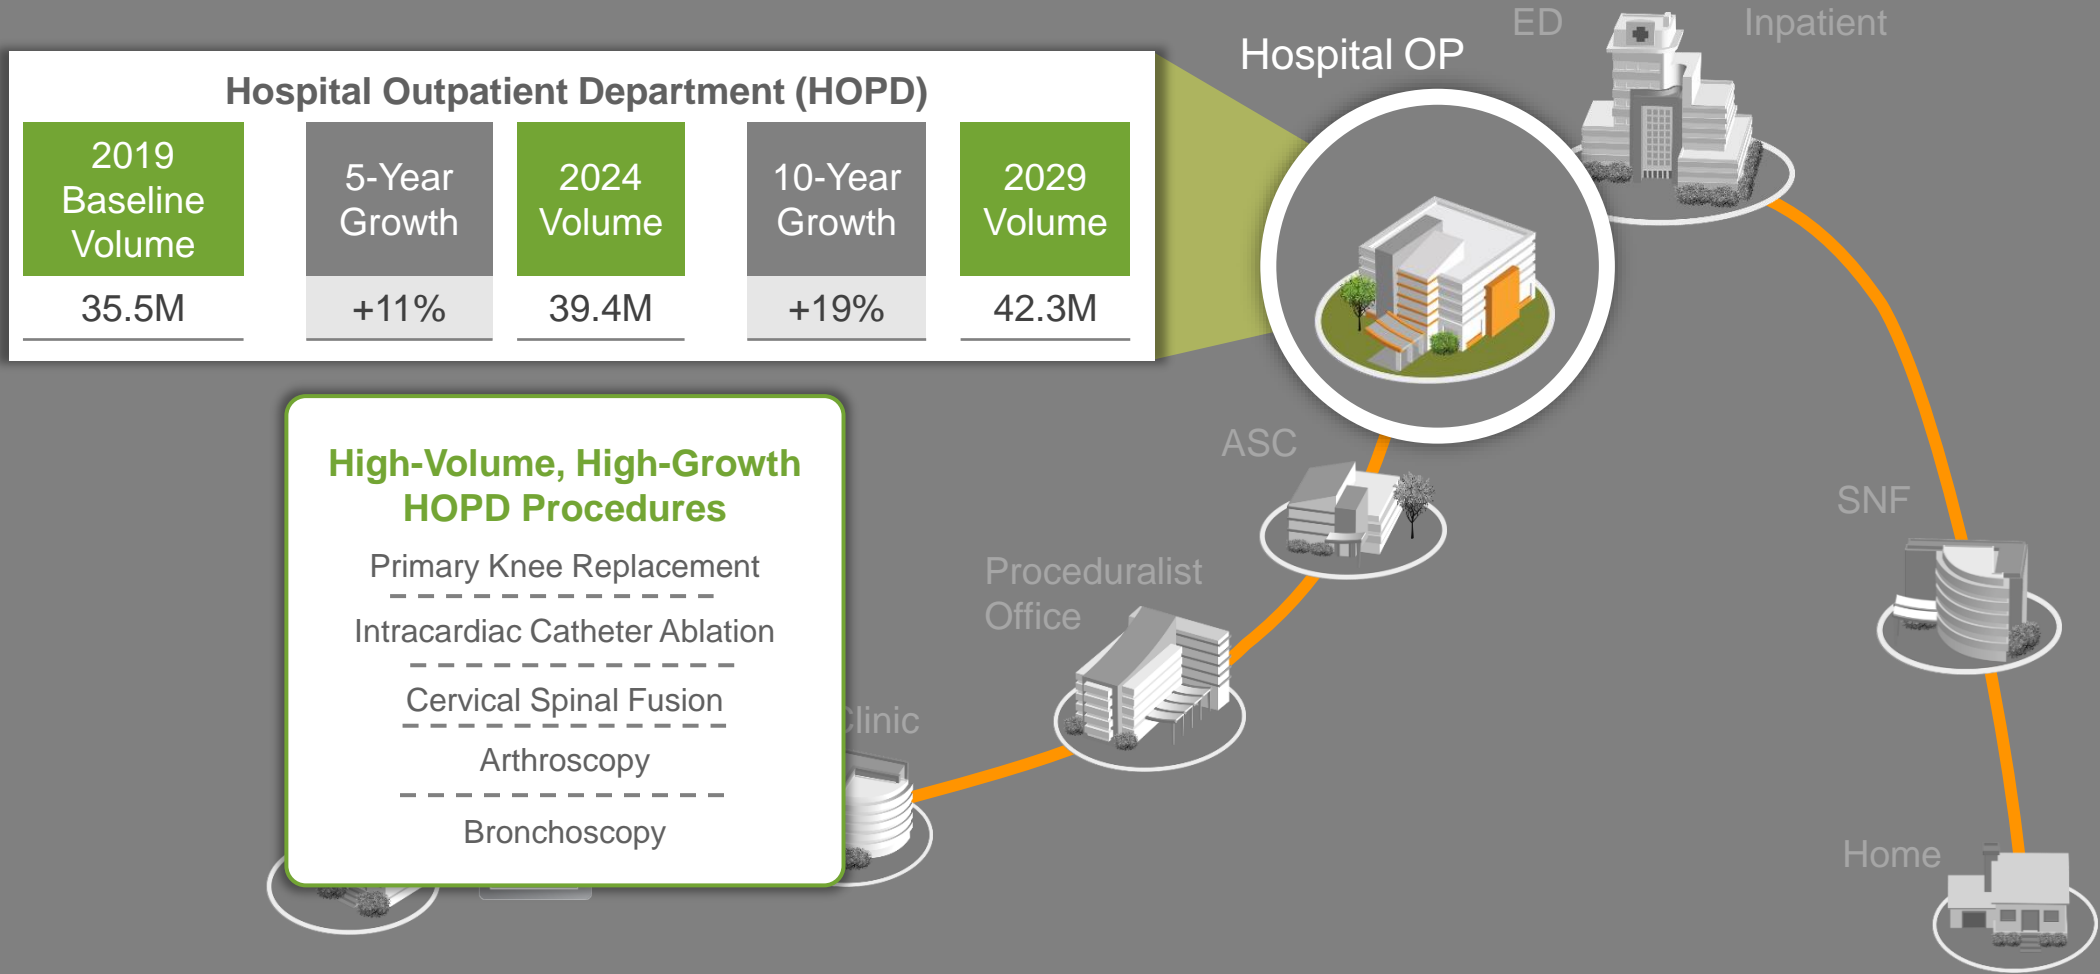 ED
Inpatient
Hospital OP
Hospital Outpatient Department (HOPD)
2019
Baseline
Volume
5-Year
Growth
2024
Volume
10-Year
Growth
2029
Volume
35.5M
+11%
39.4M
+19%
42.3M
High-Volume, High-Growth
HOPD Procedures
Primary Knee Replacement
Intracardiac Catheter Ablation
Cervical Spinal Fusion
Arthroscopy
Bronchoscopy
ASC
SNF
Proceduralist
Office
Clinic
Home